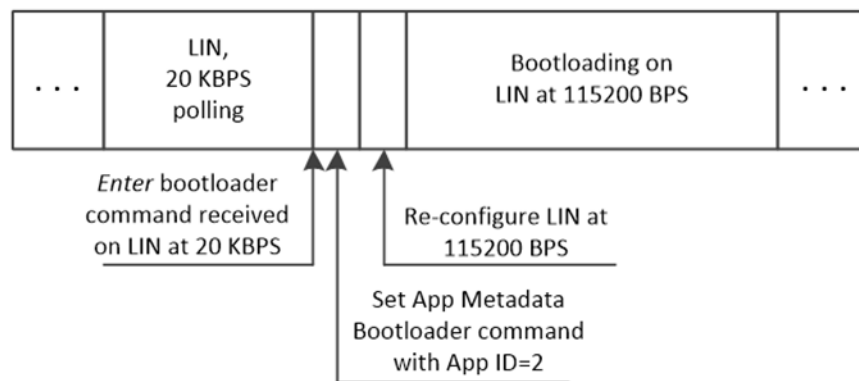 . . .
LIN,
20 KBPS
polling
Bootloading on
LIN at 115200 BPS
. . .
Enter bootloader
command received
on LIN at 20 KBPS
Re-configure LIN at
115200 BPS
Set App Metadata
Bootloader command
with App ID=2